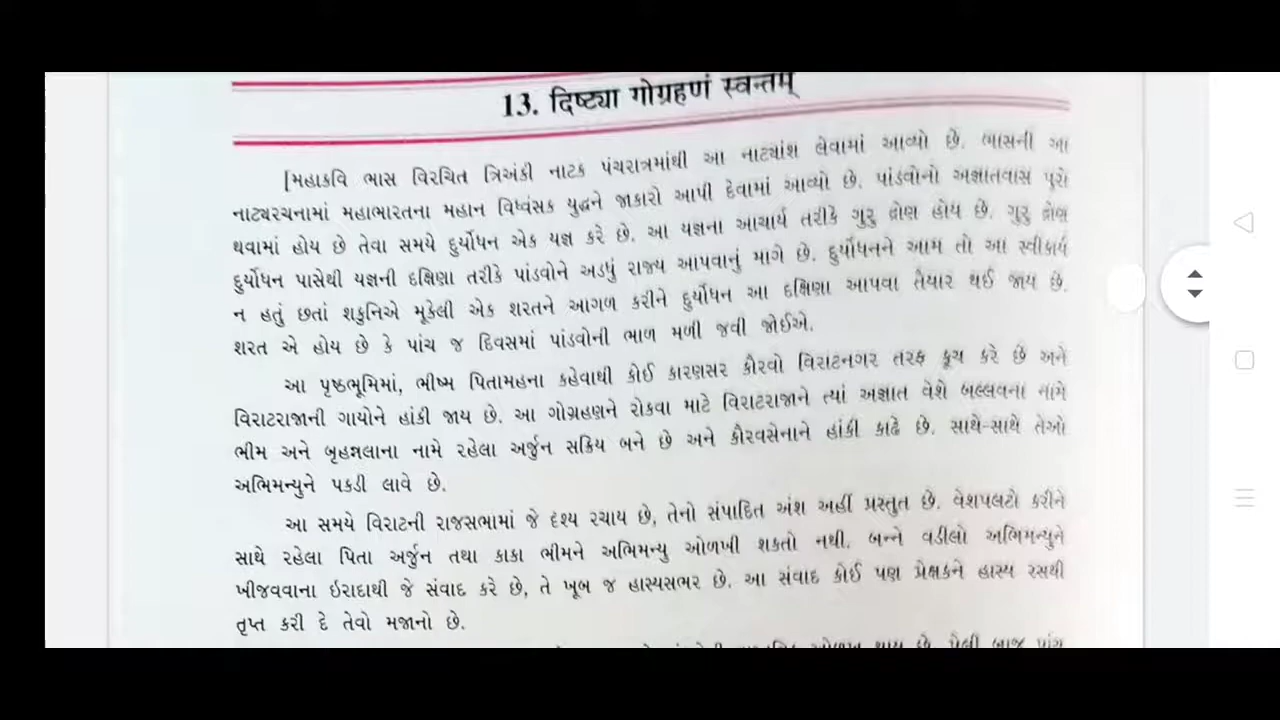 13. દિષ્ટ્યા ગોગ્રહણં સ્વન્તમ્
[મહાકવિ ભાસ વિરચિત ત્રિઅંકી નાટક પંચરાત્રમાંથી આ નાટ્યાંશ લેવામાં આવ્યો છે. ભાસની આ
નાટ્યરચનામાં મહાભારતના મહાન વિધ્વંસક યુદ્ધને જાકારો આપી દેવામાં આવ્યો છે. પાંડવોનો અજ્ઞાતવાસ પૂરો
થવામાં હોય છે તેવા સમયે દુર્યોધન એક યજ્ઞ કરે છે. આ યજ્ઞના આચાર્ય તરીકે ગુરુ દ્રોણ હોય છે. ગુરુ દ્રોણ
દુર્યોધન પાસેથી યજ્ઞની દક્ષિણા તરીકે પાંડવોને અડધું રાજ્ય આપવાનું માગે છે. દુર્યોધનને આમ તો આ સ્વીકાર્ય
ન હતું છતાં શકુનિએ મૂકેલી એક શરતને આગળ કરીને દુર્યોધન આ દક્ષિણા આપવા તૈયાર થઈ જાય છે.
શરત એ હોય છે કે પાંચ જ દિવસમાં પાંડવોની ભાળ મળી જવી જોઈએ.
આ પૃષ્ઠભૂમિમાં, ભીષ્મ પિતામહના કહેવાથી કોઈ કારણસર કૌરવો વિરાટનગર તરફ કૂચ કરે છે અને
વિરાટરાજાની ગાયોને હાંકી જાય છે. આ ગોગ્રહણને રોકવા માટે વિરાટરાજાને ત્યાં અજ્ઞાત વેશે બલ્લવના નામે
ભીમ અને બૃહન્નલાના નામે રહેલા અર્જુન સક્રિય બને છે અને કૌરવસેનાને હાંકી કાઢે છે. સાથે-સાથે તેઓ
અભિમન્યુને પકડી લાવે છે.
આ સમયે વિરાટની રાજસભામાં જે દૃશ્ય રચાય છે, તેનો સંપાદિત અંશ અહીં પ્રસ્તુત છે. વેશપલટો કરીને
સાથે રહેલા પિતા અર્જુન તથા કાકા ભીમને અભિમન્યુ ઓળખી શકતો નથી. બન્ને વડીલો અભિમન્યુને
ખીજવવાના ઇરાદાથી જે સંવાદ કરે છે, તે ખૂબ જ હાસ્યસભર છે. આ સંવાદ કોઈ પણ પ્રેક્ષકને હાસ્ય રસથી
તૃપ્ત કરી દે તેવો મજાનો છે.